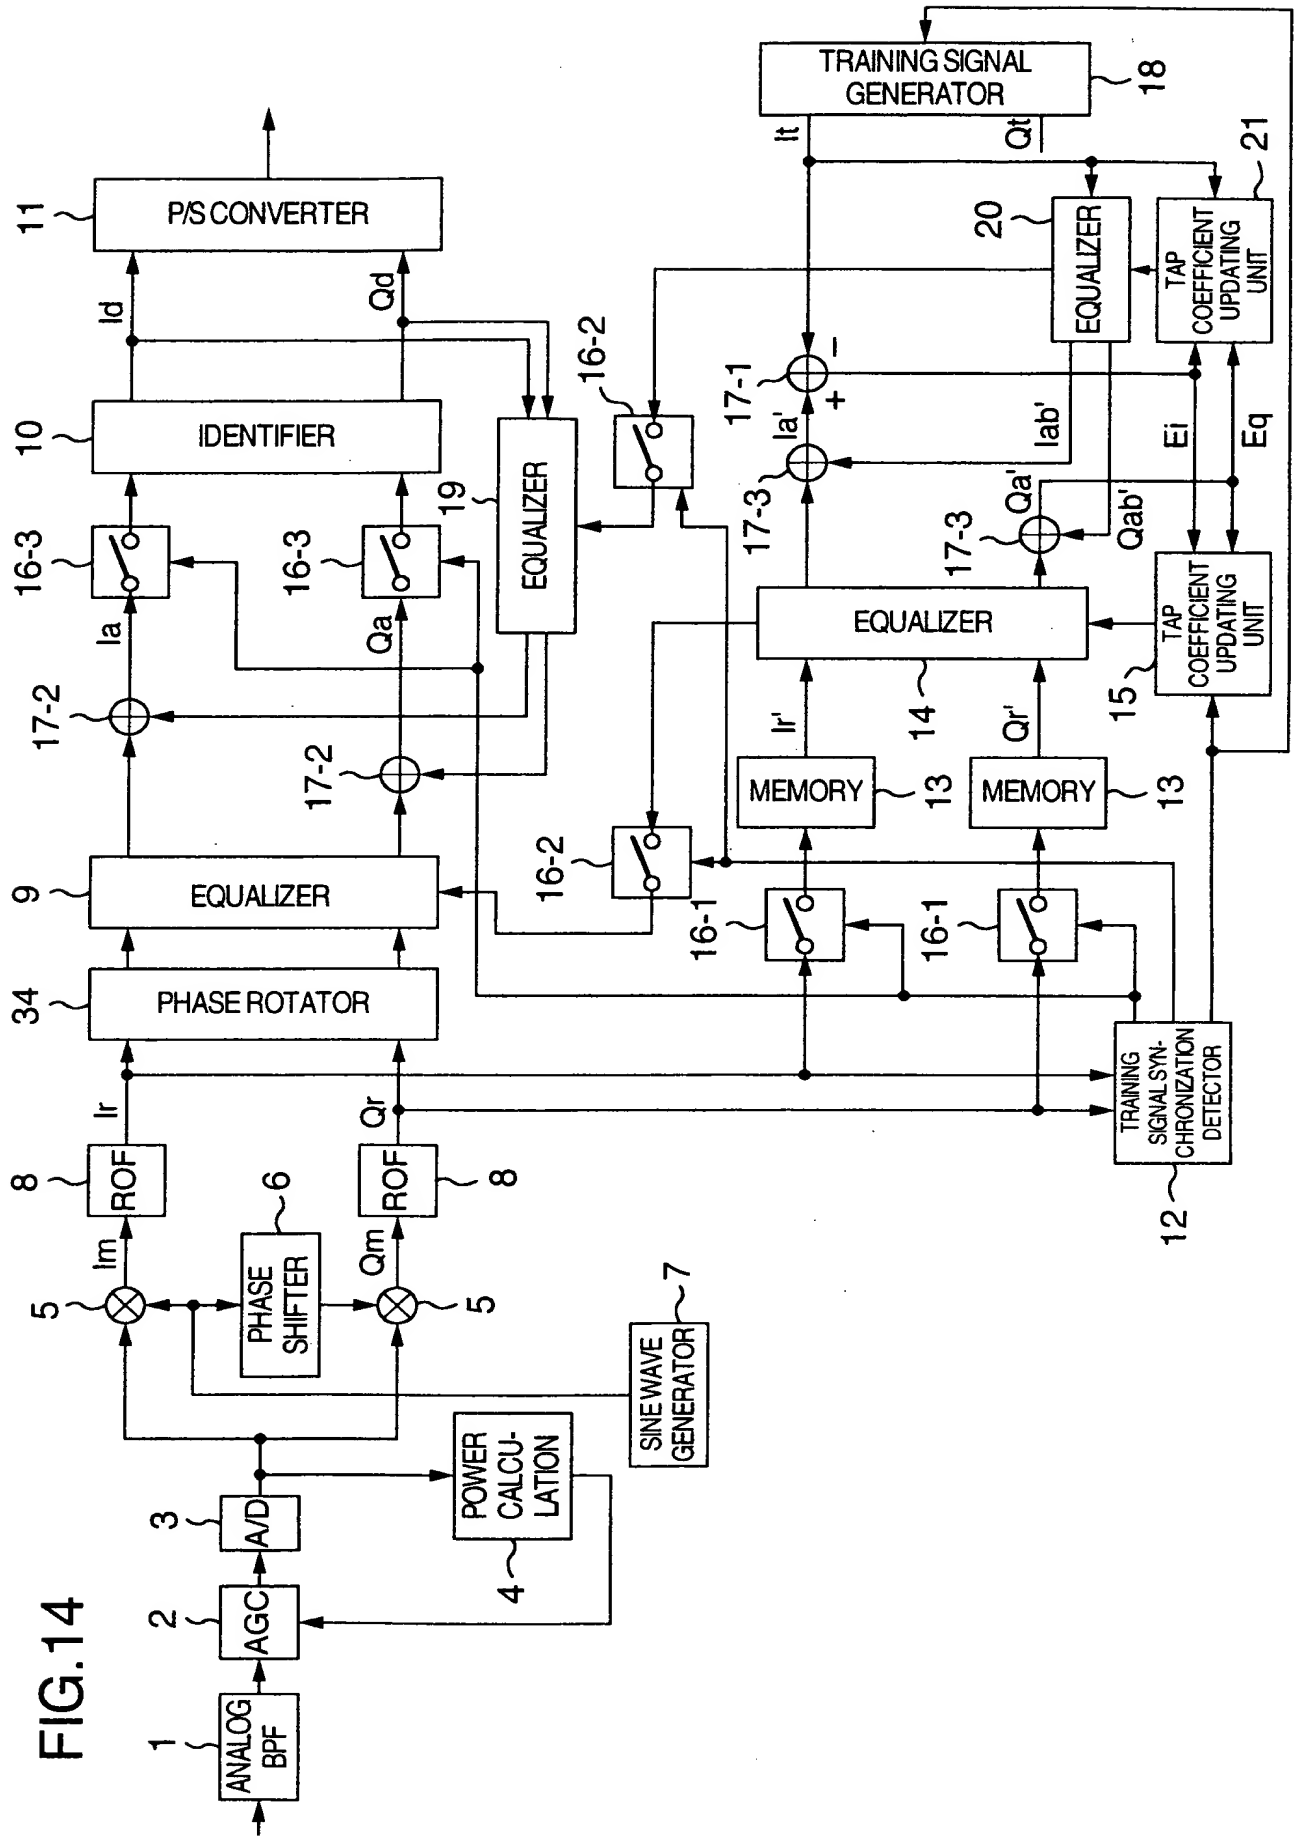 FIG.14
1
ANALOG
BPF
2
AGC
3
A/D
4
POWER
CALCU-
LATION
5
5
6
PHASE
SHIFTER
7
SINE WAVE
GENERATOR
Im
Qm
8
ROF
8
ROF
Ir
Qr
34
PHASE ROTATOR
9
EQUALIZER
17-2
17-2
Ia
Qa
16-3
16-3
10
IDENTIFIER
Id
Qd
11
P/S CONVERTER
19
EQUALIZER
16-2
16-2
12
TRAINING
SIGNAL SYN-
CHRONIZATION
DETECTOR
16-1
16-1
MEMORY
13
MEMORY
13
Ir'
Qr'
14
EQUALIZER
15
TAP
COEFFICIENT
UPDATING
UNIT
17-3
17-3
Ia'
Qa'
Iab'
Qab'
17-1
+
−
Ei
Eq
20
EQUALIZER
21
TAP
COEFFICIENT
UPDATING
UNIT
It
Qt
18
TRAINING SIGNAL
GENERATOR